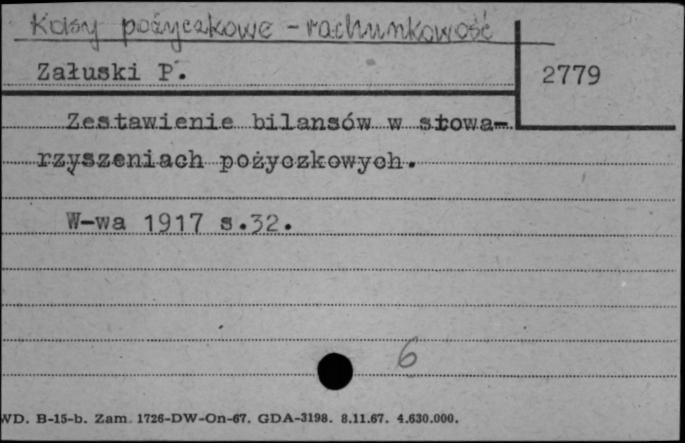 Kasy pożyczkowe - rachunkowość
Załuski P.
2779
Zestawienie bilansów w stowa-
rzyszeniach pożyczkowych.
W-wa 1917 s.32.
6
WD. B-15-b. Zam. 1726-DW-On-67. GDA-3198. 8.11.67. 4.630.000.